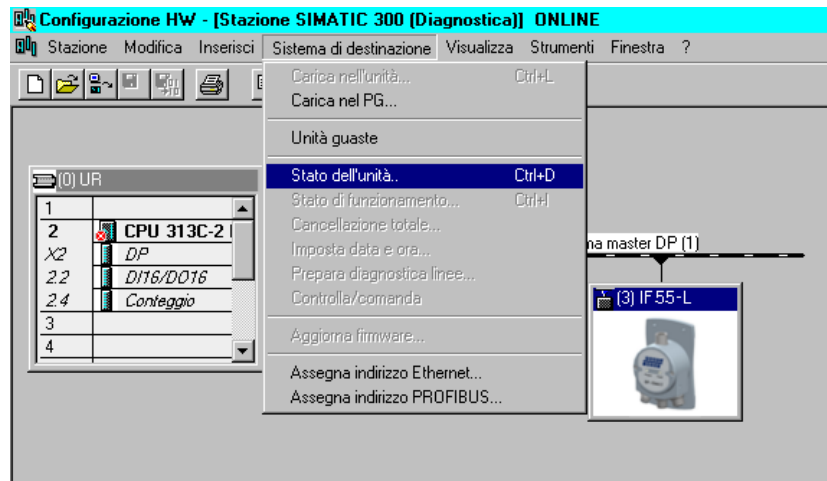 Configurazione HW - [Stazione SIMATIC 300 (Diagnostica)] ONLINE
Stazione Modifica Inserisci Sistema di destinazione Visualizza Strumenti Finestra ?
Carica nell'unità... Ctrl+L
Carica nel PG...
Unità guaste
Stato dell'unità.. Ctrl+D
Stato di funzionamento... Ctrl+I
Cancellazione totale...
Imposta data e ora...
Prepara diagnostica linee...
Controlla/comanda
Aggiorna firmware...
Assegna indirizzo Ethernet...
Assegna indirizzo PROFIBUS...
(0) UR
1
2 CPU 313C-2
X2 DP
2.2 DI16/DO16
2.4 Conteggio
3
4
ma master DP (1)
(3) IF55-L